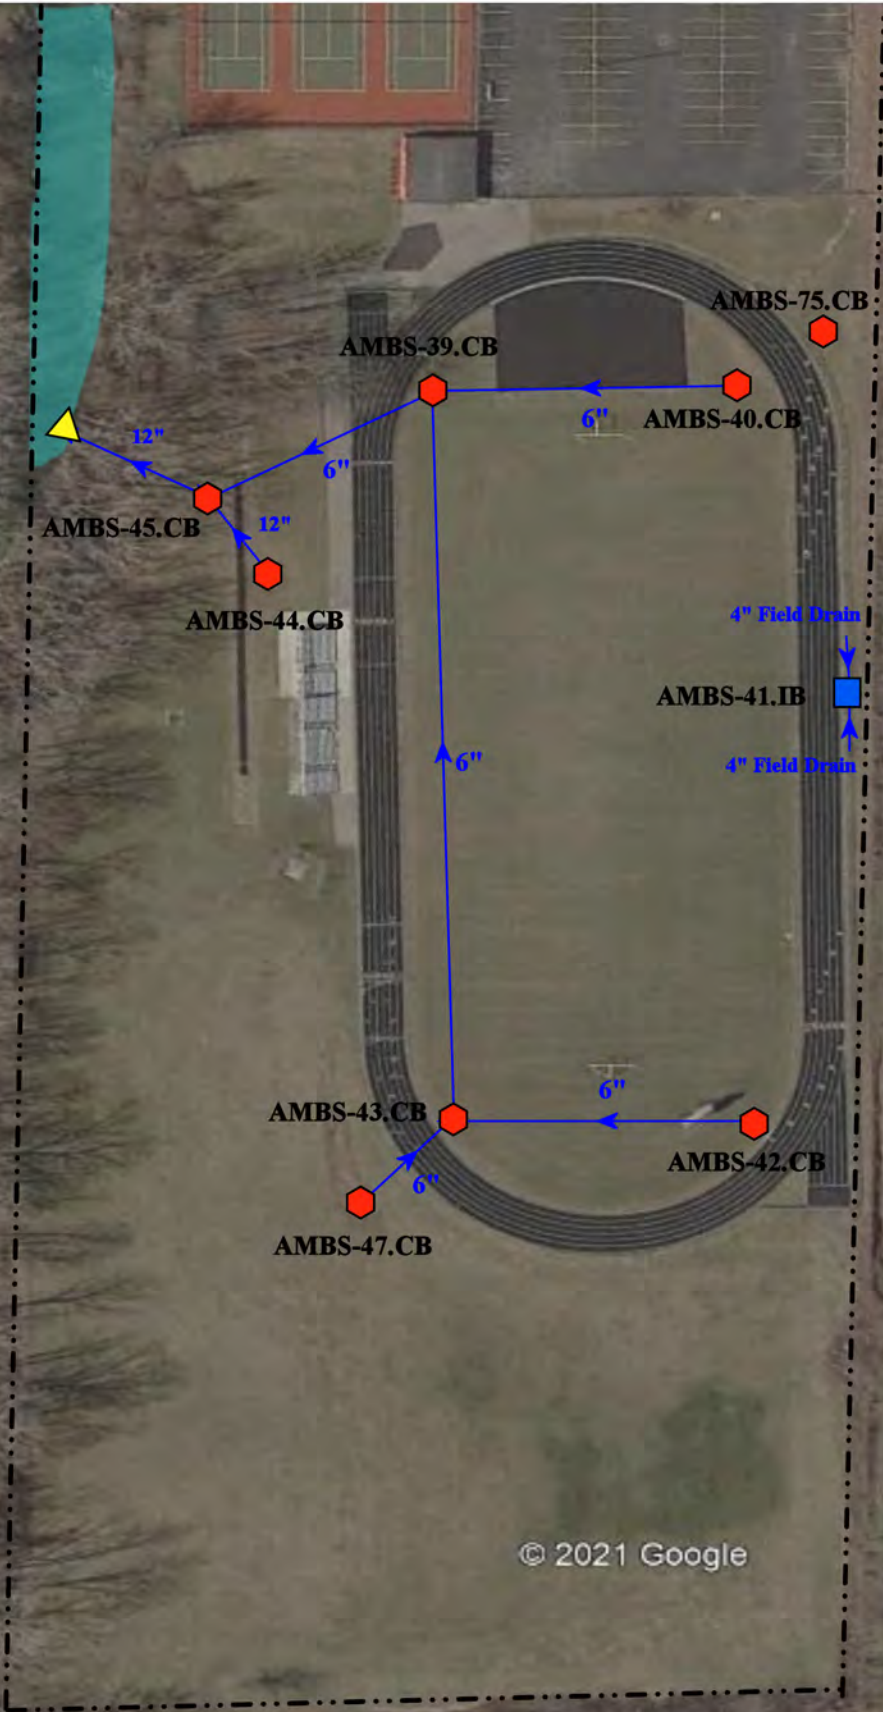 AMBS-75.CB
AMBS-39.CB
6"
AMBS-40.CB
12"
6"
AMBS-45.CB
12"
AMBS-44.CB
4" Field Drain
AMBS-41.IB
6"
4" Field Drain
6"
AMBS-43.CB
AMBS-42.CB
6"
AMBS-47.CB
© 2021 Google